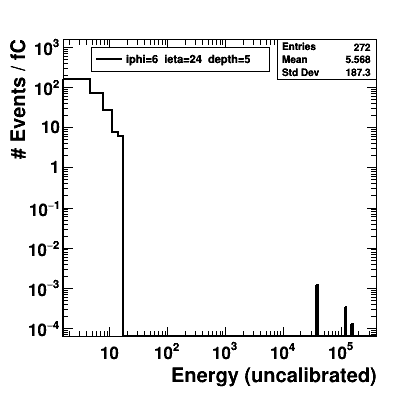 10³
iphi=6 ieta=24 depth=5
Entries 272
Mean 5.568
Std Dev 187.3
# Events / fC
10²
10
1
10⁻¹
10⁻²
10⁻³
10⁻⁴
10 10² 10³ 10⁴ 10⁵
Energy (uncalibrated)